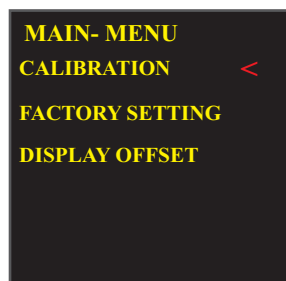 MAIN- MENU
CALIBRATION <
FACTORY SETTING
DISPLAY OFFSET